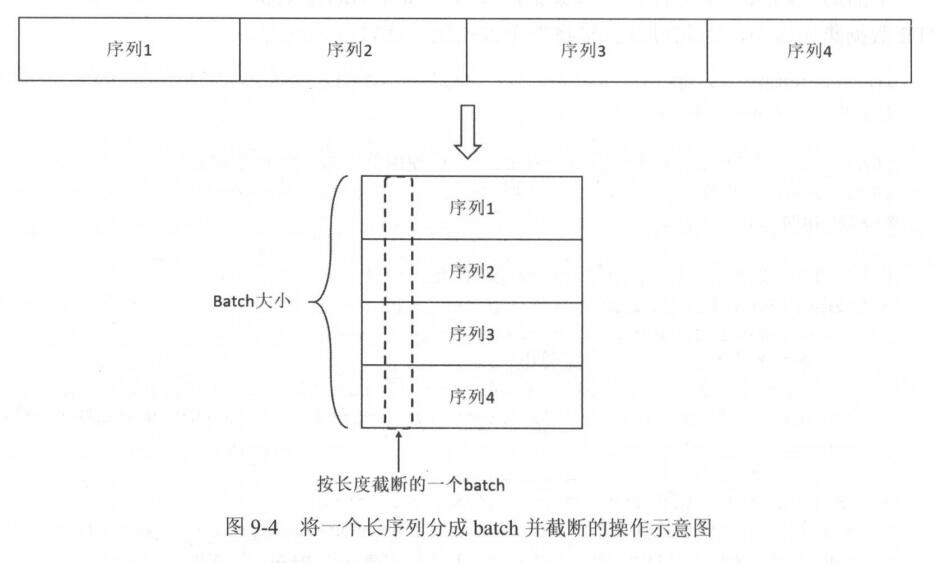 序列1 序列2 序列3 序列4
序列1
序列2
Batch大小
序列3
序列4
按长度截断的一个batch
图 9-4 将一个长序列分成 batch 并截断的操作示意图